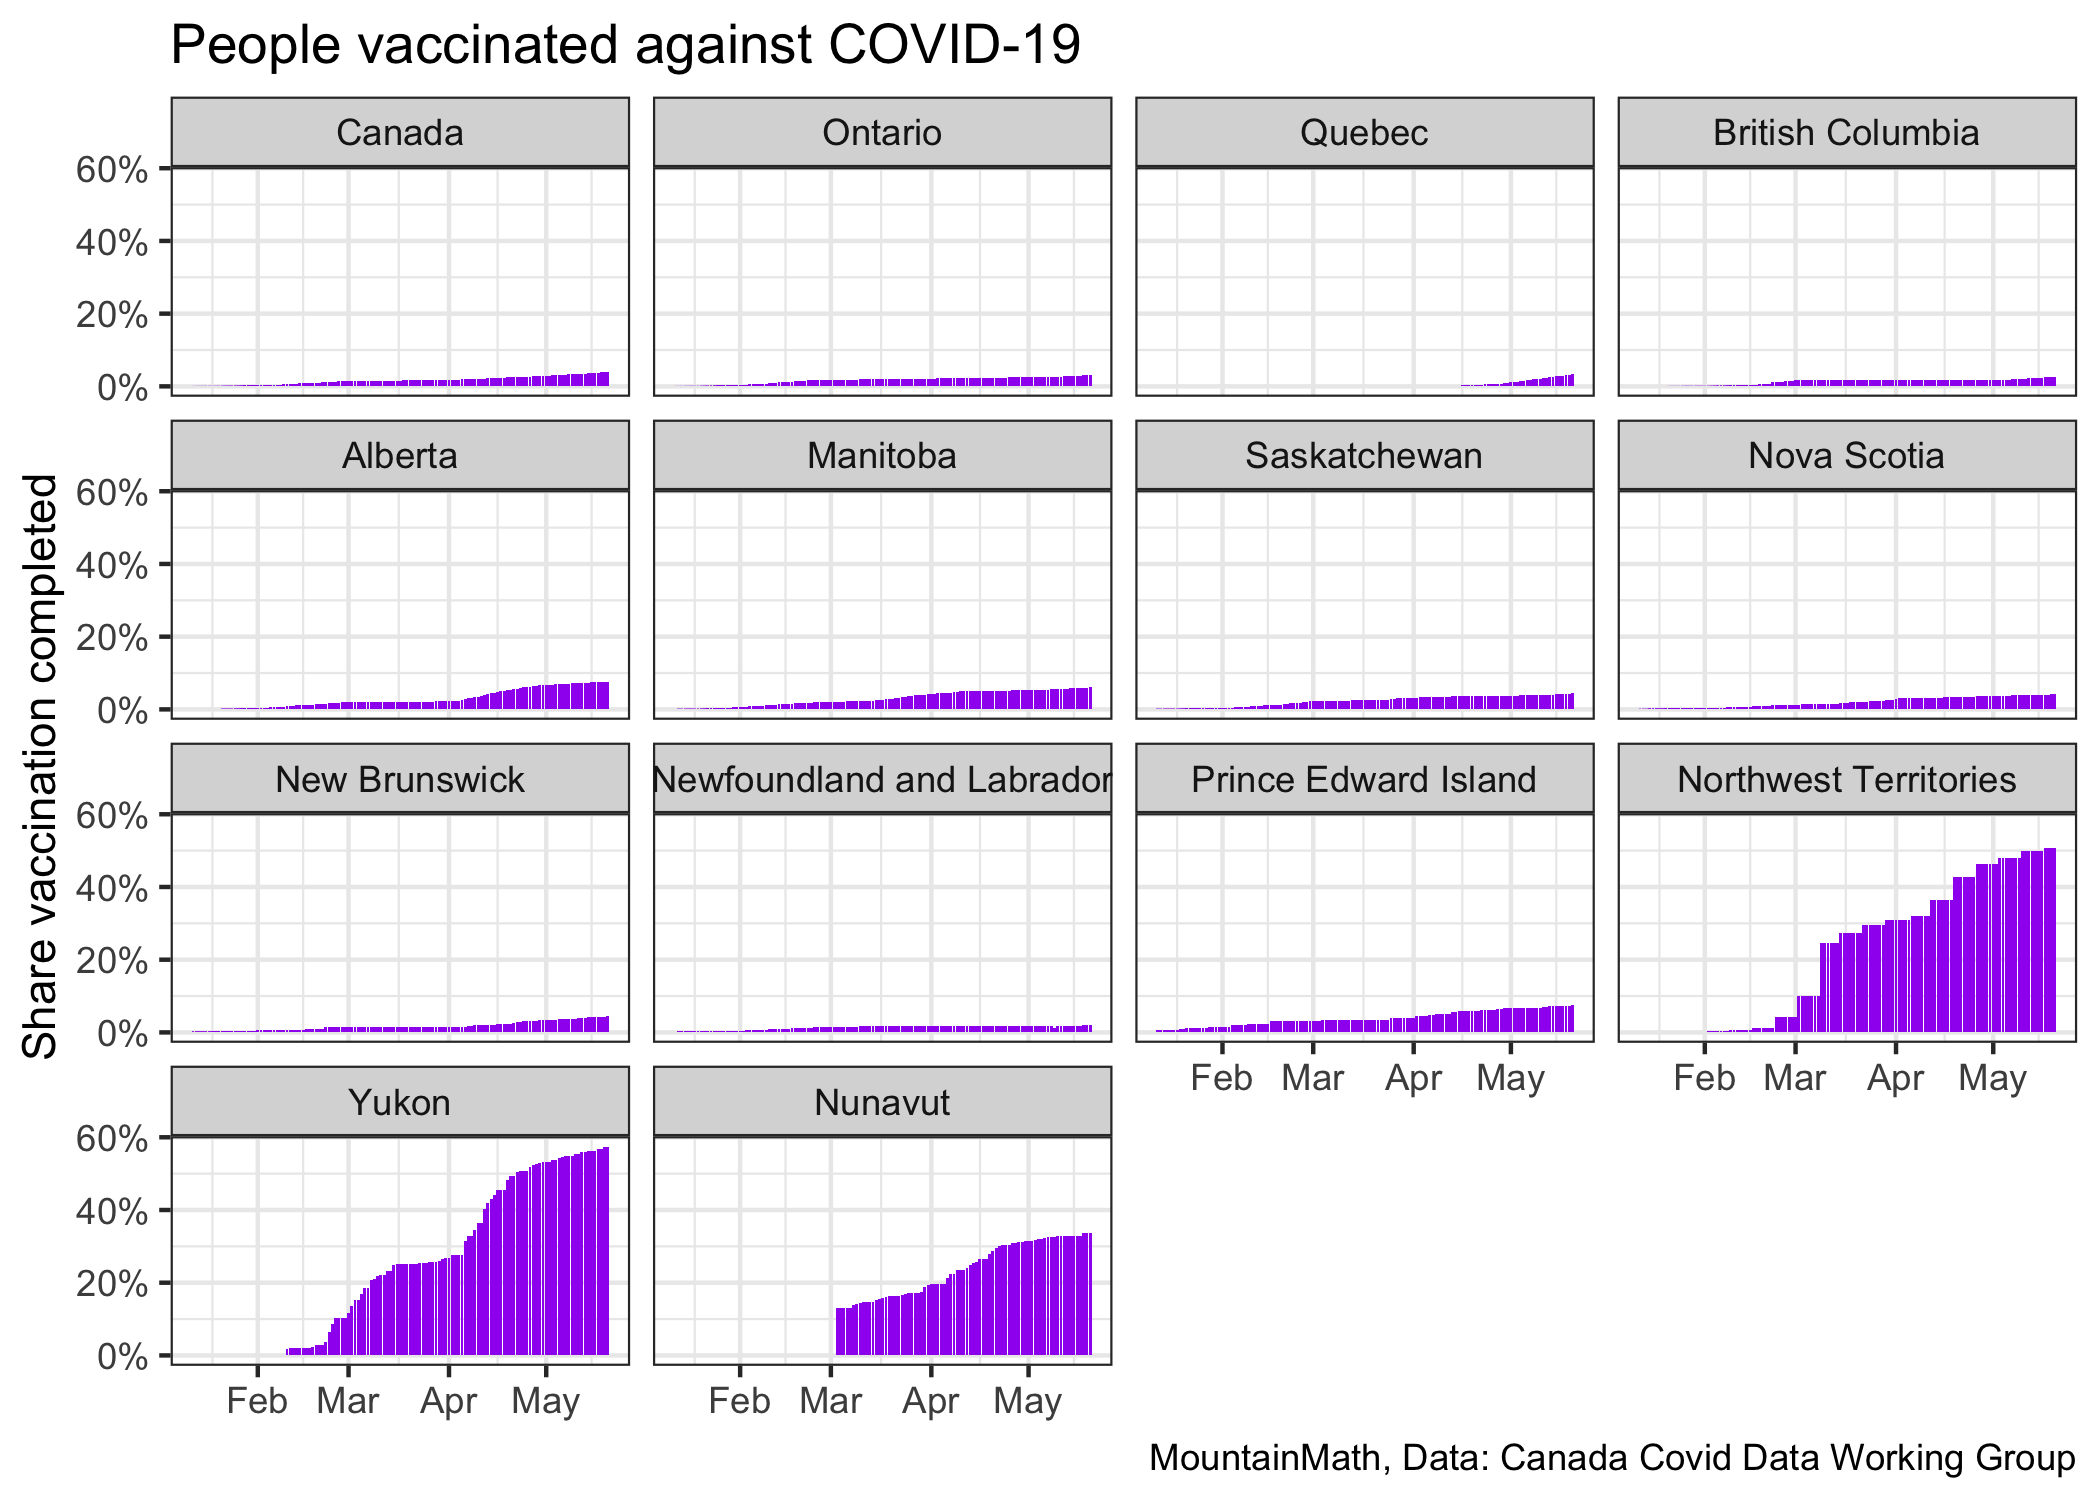 People vaccinated against COVID-19
Share vaccination completed
Canada
Ontario
Quebec
British Columbia
60%
40%
20%
0%
Alberta
Manitoba
Saskatchewan
Nova Scotia
60%
40%
20%
0%
New Brunswick
Newfoundland and Labrador
Prince Edward Island
Northwest Territories
60%
40%
20%
0%
Feb Mar Apr May
Feb Mar Apr May
Yukon
Nunavut
60%
40%
20%
0%
Feb Mar Apr May
Feb Mar Apr May
MountainMath, Data: Canada Covid Data Working Group